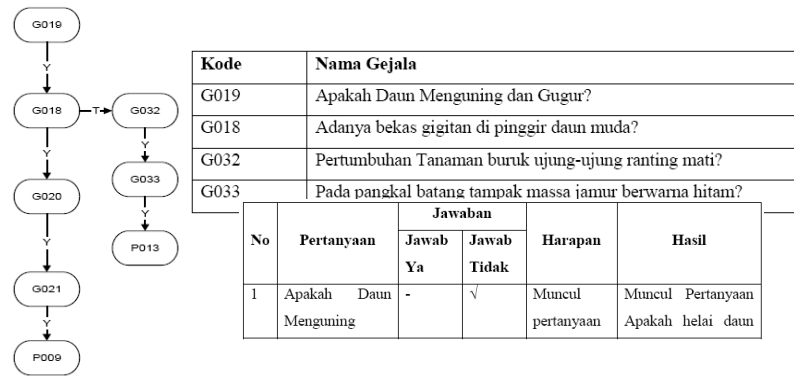 G019
Y
G018
T
G032
Y
Y
G020
G033
Y
Y
P013
G021
Y
P009
Kode Nama Gejala
G019 Apakah Daun Menguning dan Gugur?
G018 Adanya bekas gigitan di pinggir daun muda?
G032 Pertumbuhan Tanaman buruk ujung-ujung ranting mati?
G033 Pada pangkal batang tampak massa jamur berwarna hitam?
No Pertanyaan Jawaban Harapan Hasil
Jawab Ya Jawab Tidak
1 Apakah Daun - √ Muncul Muncul Pertanyaan
Menguning pertanyaan Apakah helai daun